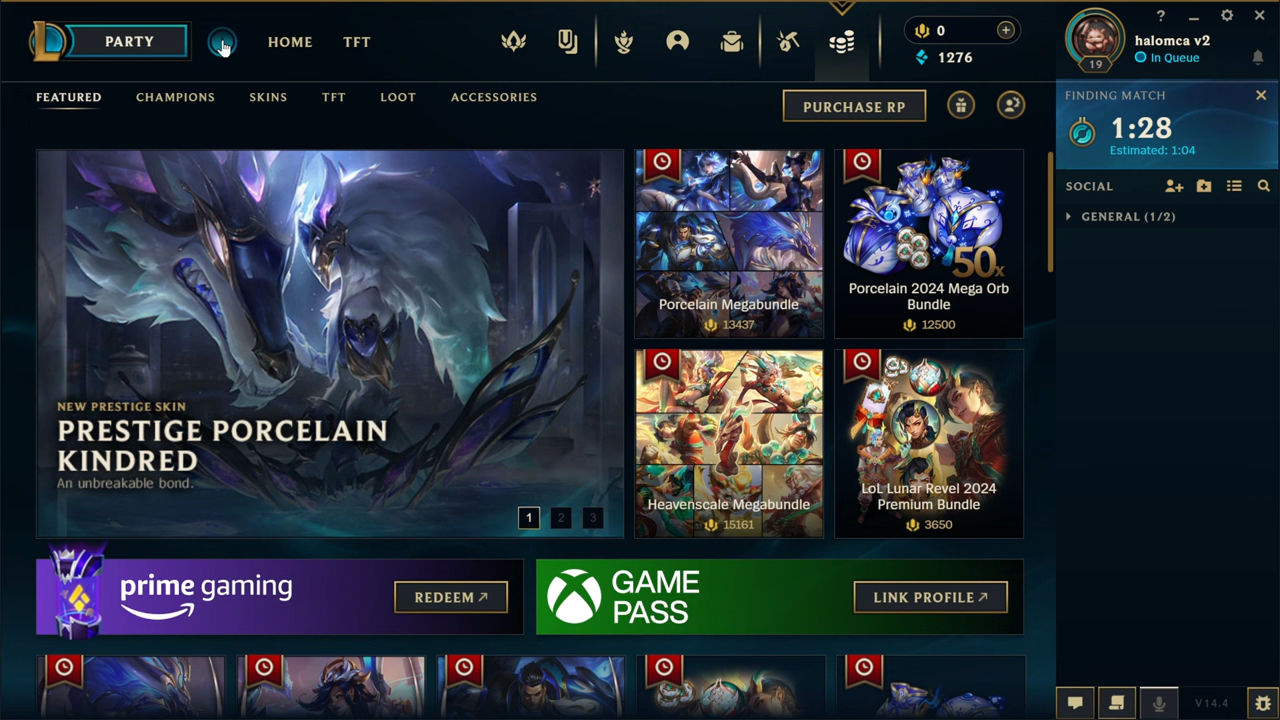 PARTY
HOME
TFT
0
1276
?
halomca v2
In Queue
19
FEATURED
CHAMPIONS
SKINS
TFT
LOOT
ACCESSORIES
PURCHASE RP
FINDING MATCH
1:28
Estimated: 1:04
SOCIAL
GENERAL (1/2)
NEW PRESTIGE SKIN
PRESTIGE PORCELAIN
KINDRED
An unbreakable bond.
1
2
3
Porcelain Megabundle
13437
50x
Porcelain 2024 Mega Orb
Bundle
12500
Heavenscale Megabundle
15161
LoL Lunar Revel 2024
Premium Bundle
3650
prime gaming
REDEEM
GAME
PASS
LINK PROFILE
V14.4